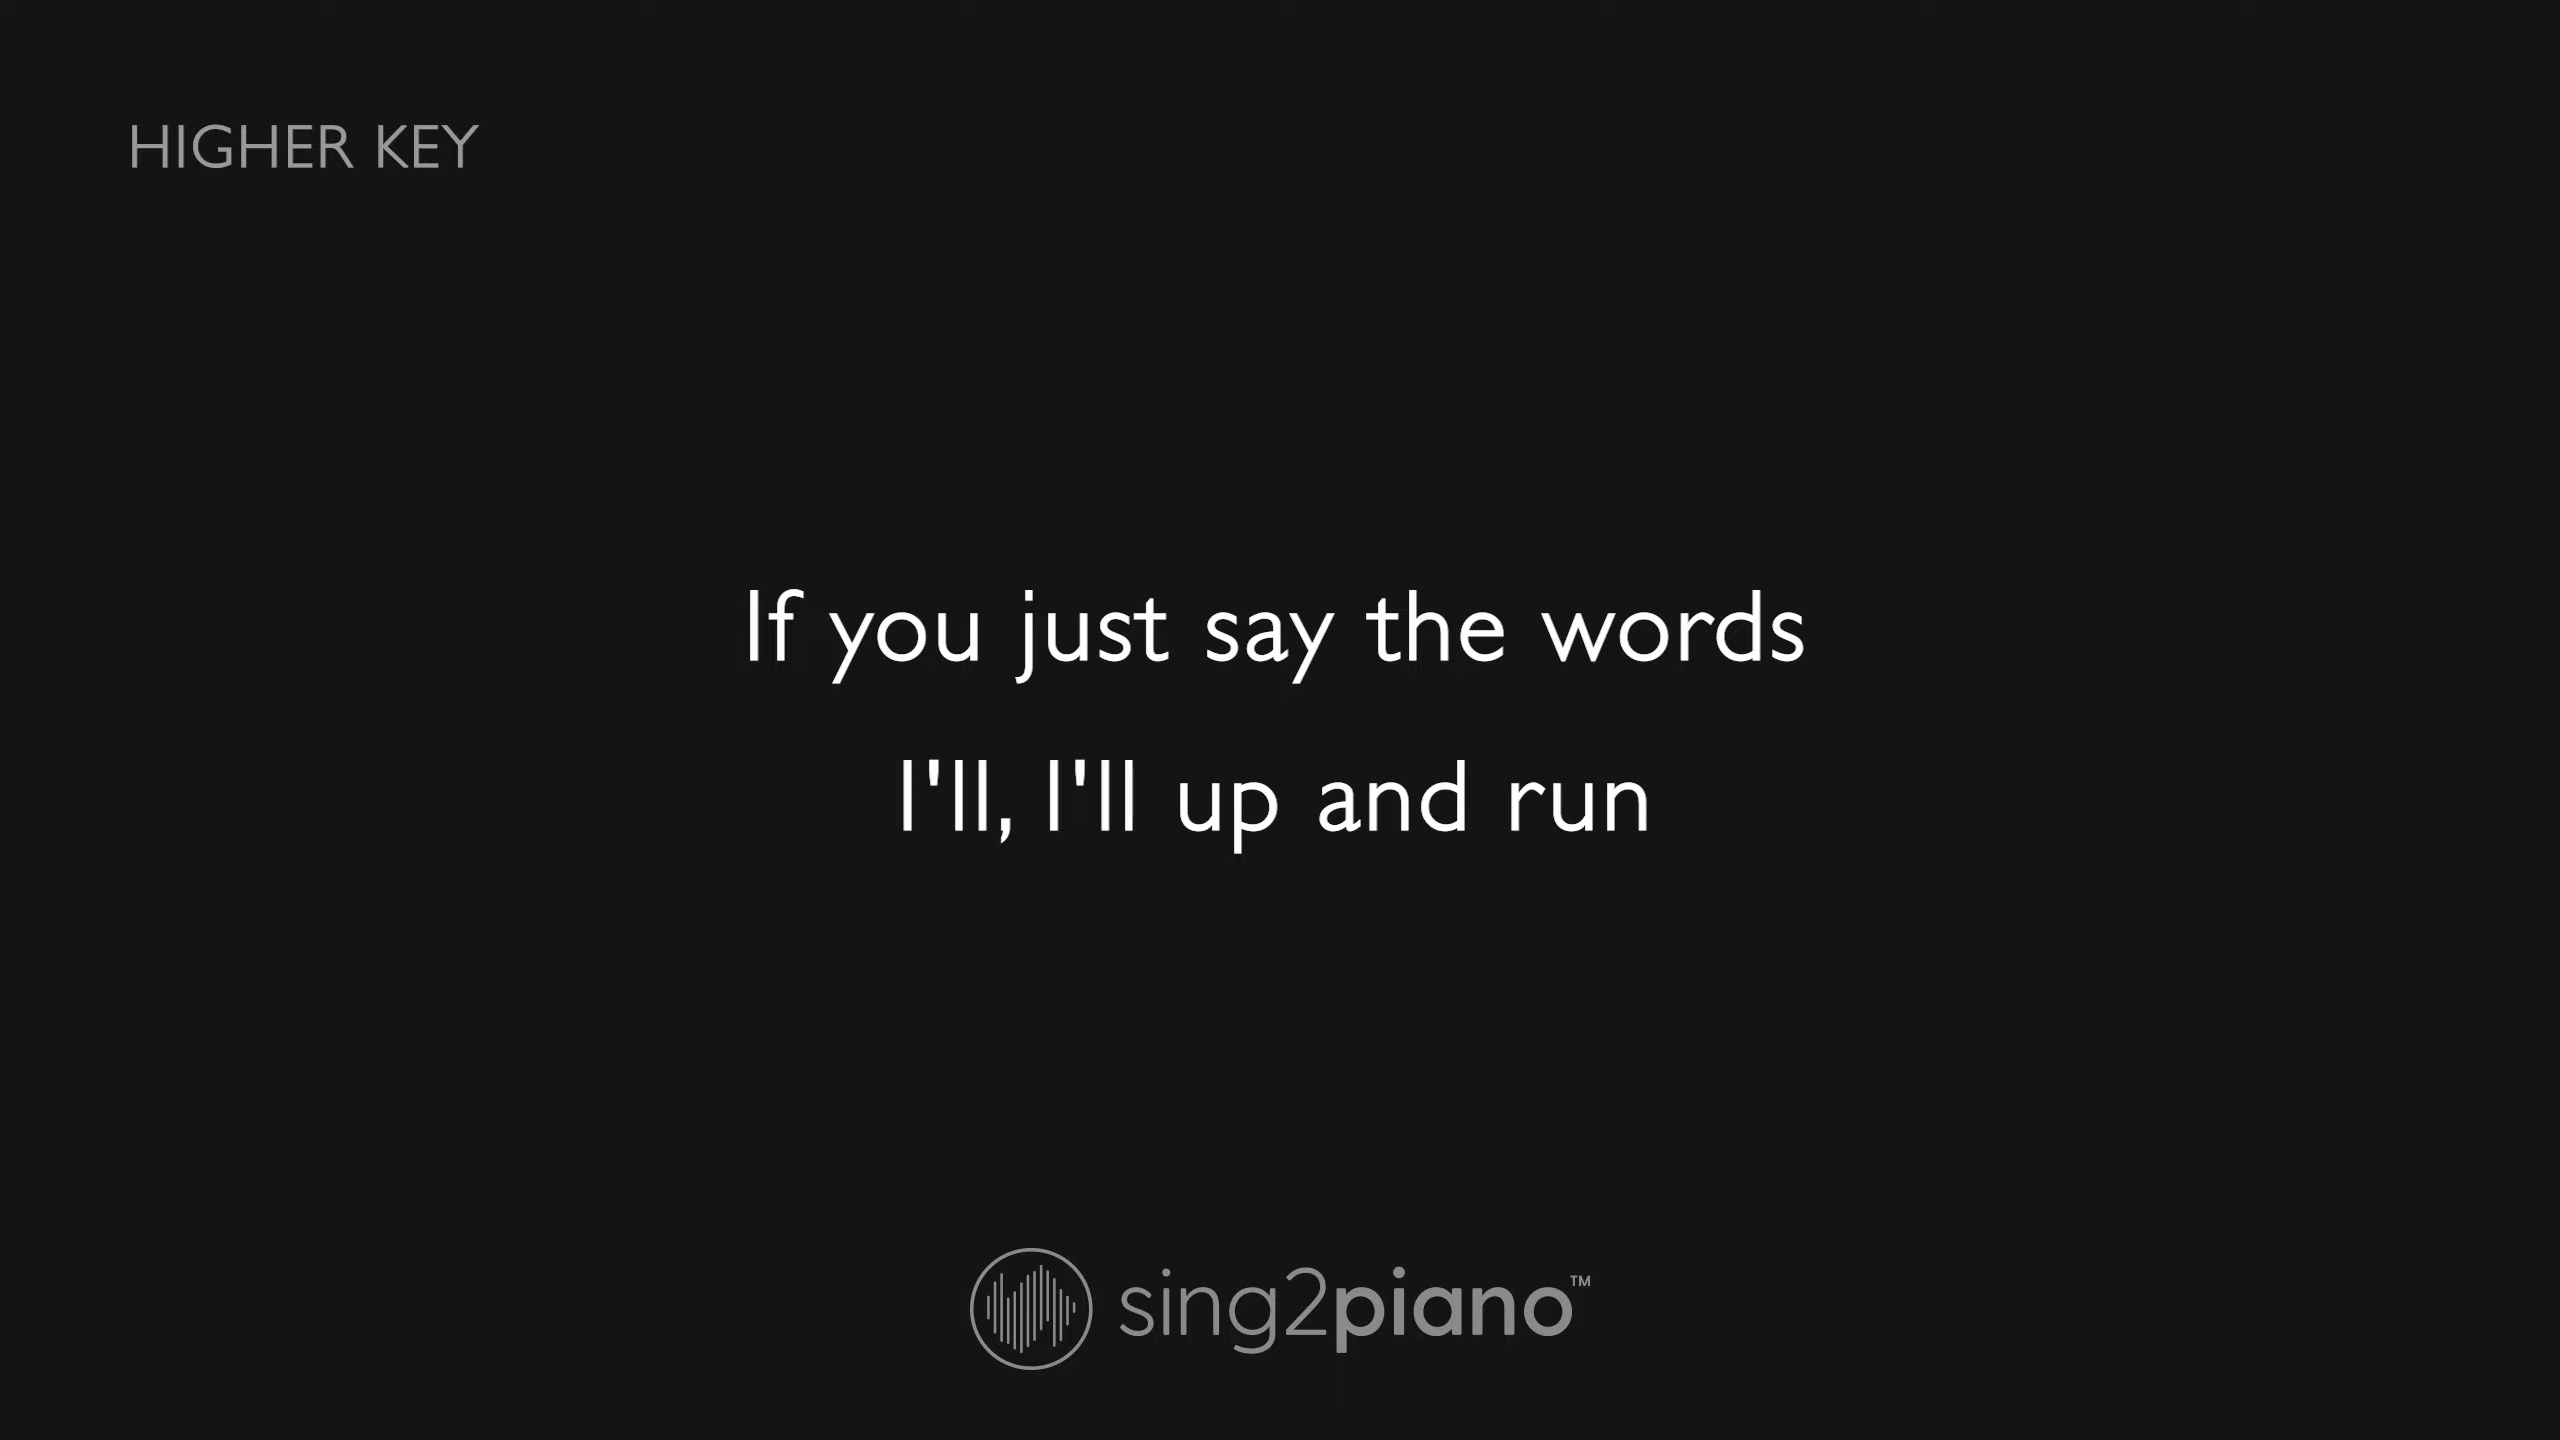 HIGHER KEY
If you just say the words
I'll, I'll up and run
sing2piano™